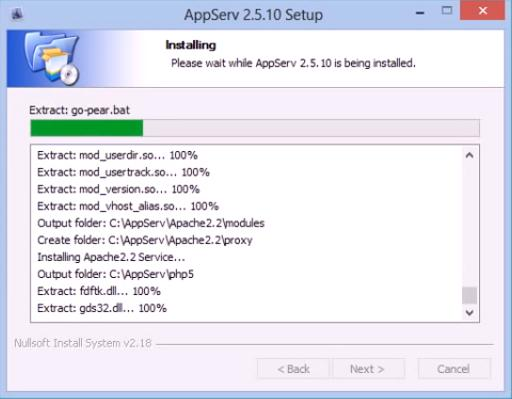 AppServ 2.5.10 Setup
Installing
Please wait while AppServ 2.5.10 is being installed.
Extract: go-pear.bat
Extract: mod_userdir.so... 100%
Extract: mod_usertrack.so... 100%
Extract: mod_version.so... 100%
Extract: mod_vhost_alias.so... 100%
Output folder: C:\AppServ\Apache2.2\modules
Create folder: C:\AppServ\Apache2.2\proxy
Installing Apache2.2 Service...
Output folder: C:\AppServ\php5
Extract: fdftk.dll... 100%
Extract: gds32.dll... 100%
Nullsoft Install System v2.18
< Back Next > Cancel